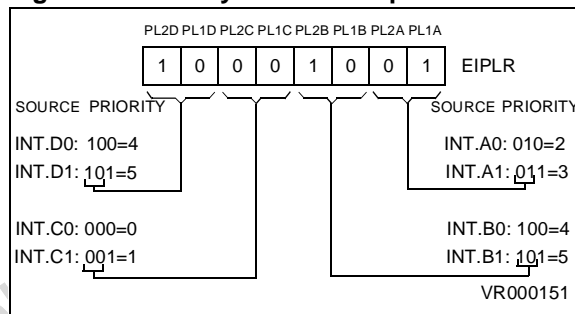 PL2D PL1D PL2C PL1C PL2B PL1B PL2A PL1A
1 0 0 0 1 0 0 1 EIPLR
SOURCE PRIORITY SOURCE PRIORITY
INT.D0: 100=4 INT.A0: 010=2
INT.D1: 101=5 INT.A1: 011=3
INT.C0: 000=0 INT.B0: 100=4
INT.C1: 001=1 INT.B1: 101=5
VR000151